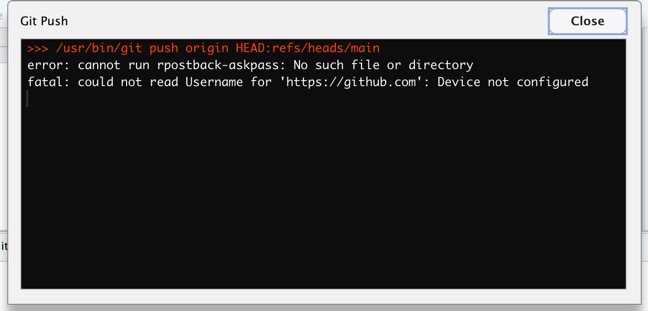 Git Push
Close
>>> /usr/bin/git push origin HEAD:refs/heads/main
error: cannot run rpostback-askpass: No such file or directory
fatal: could not read Username for 'https://github.com': Device not configured
it